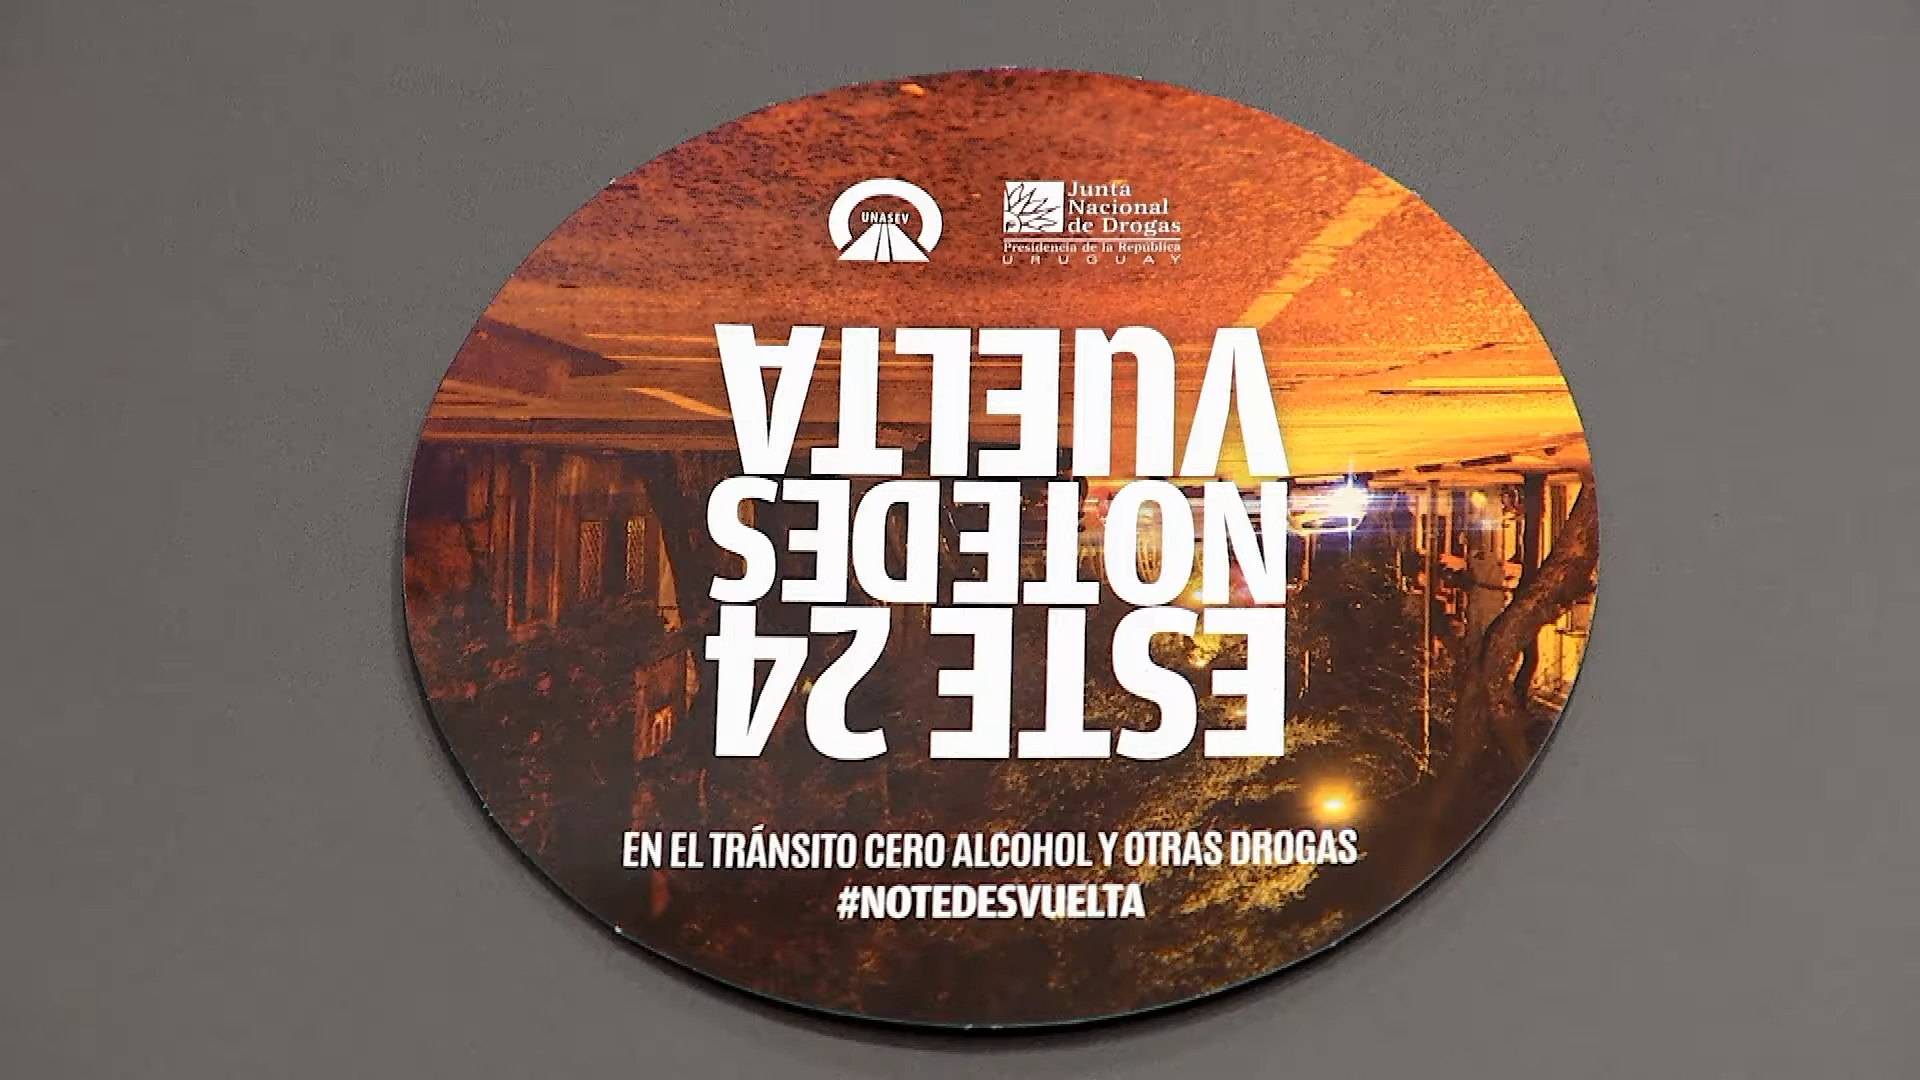 UNASEV
Junta
Nacional
de Drogas
Presidencia de la República
URUGUAY
ESTE 24
NOTEDES
VUELTA
EN EL TRÁNSITO CERO ALCOHOL Y OTRAS DROGAS
#NOTEDESVUELTA